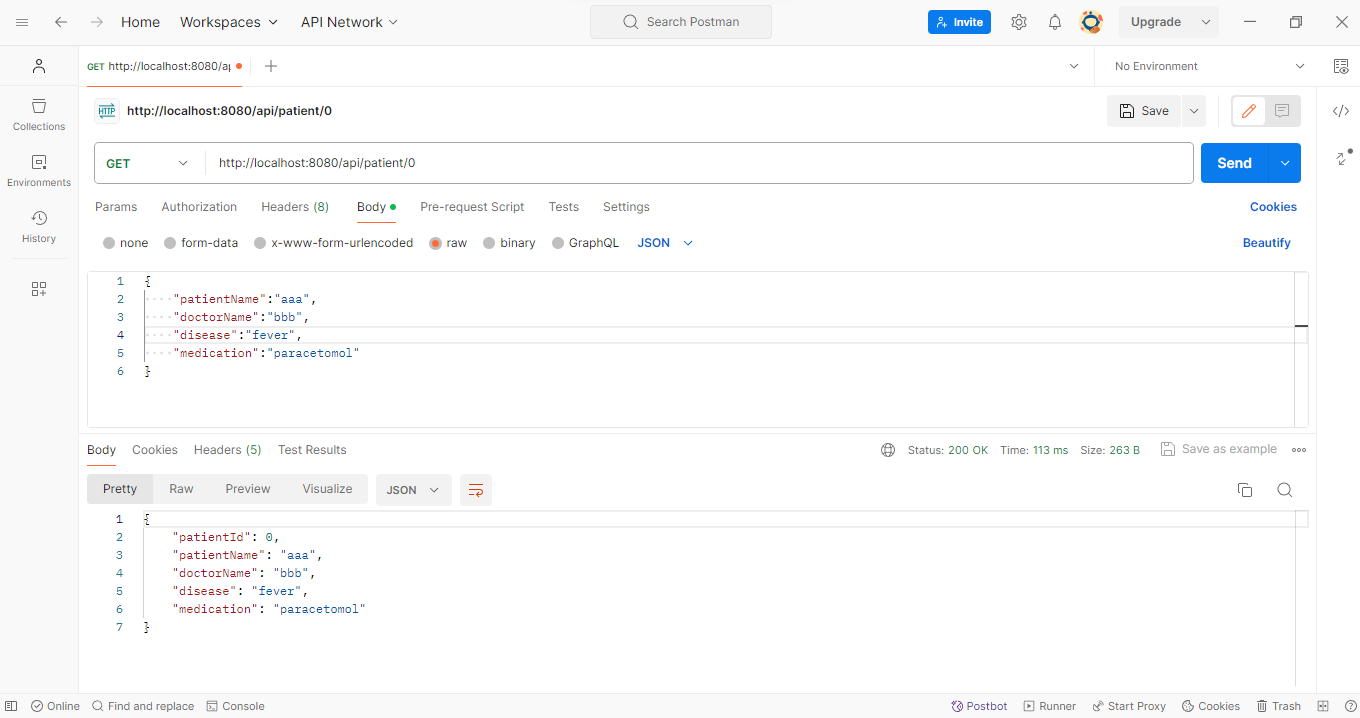 Home Workspaces API Network Search Postman Invite Upgrade
GET http://localhost:8080/ap No Environment
HTTP http://localhost:8080/api/patient/0 Save
Collections
GET http://localhost:8080/api/patient/0 Send
Environments
Params Authorization Headers (8) Body Pre-request Script Tests Settings Cookies
History
none form-data x-www-form-urlencoded raw binary GraphQL JSON Beautify
1 {
2 "patientName":"aaa",
3 "doctorName":"bbb",
4 "disease":"fever",
5 "medication":"paracetomol"
6 }
Body Cookies Headers (5) Test Results Status: 200 OK Time: 113 ms Size: 263 B Save as example
Pretty Raw Preview Visualize JSON
1 {
2 "patientId": 0,
3 "patientName": "aaa",
4 "doctorName": "bbb",
5 "disease": "fever",
6 "medication": "paracetomol"
7 }
Online Find and replace Console Postbot Runner Start Proxy Cookies Trash